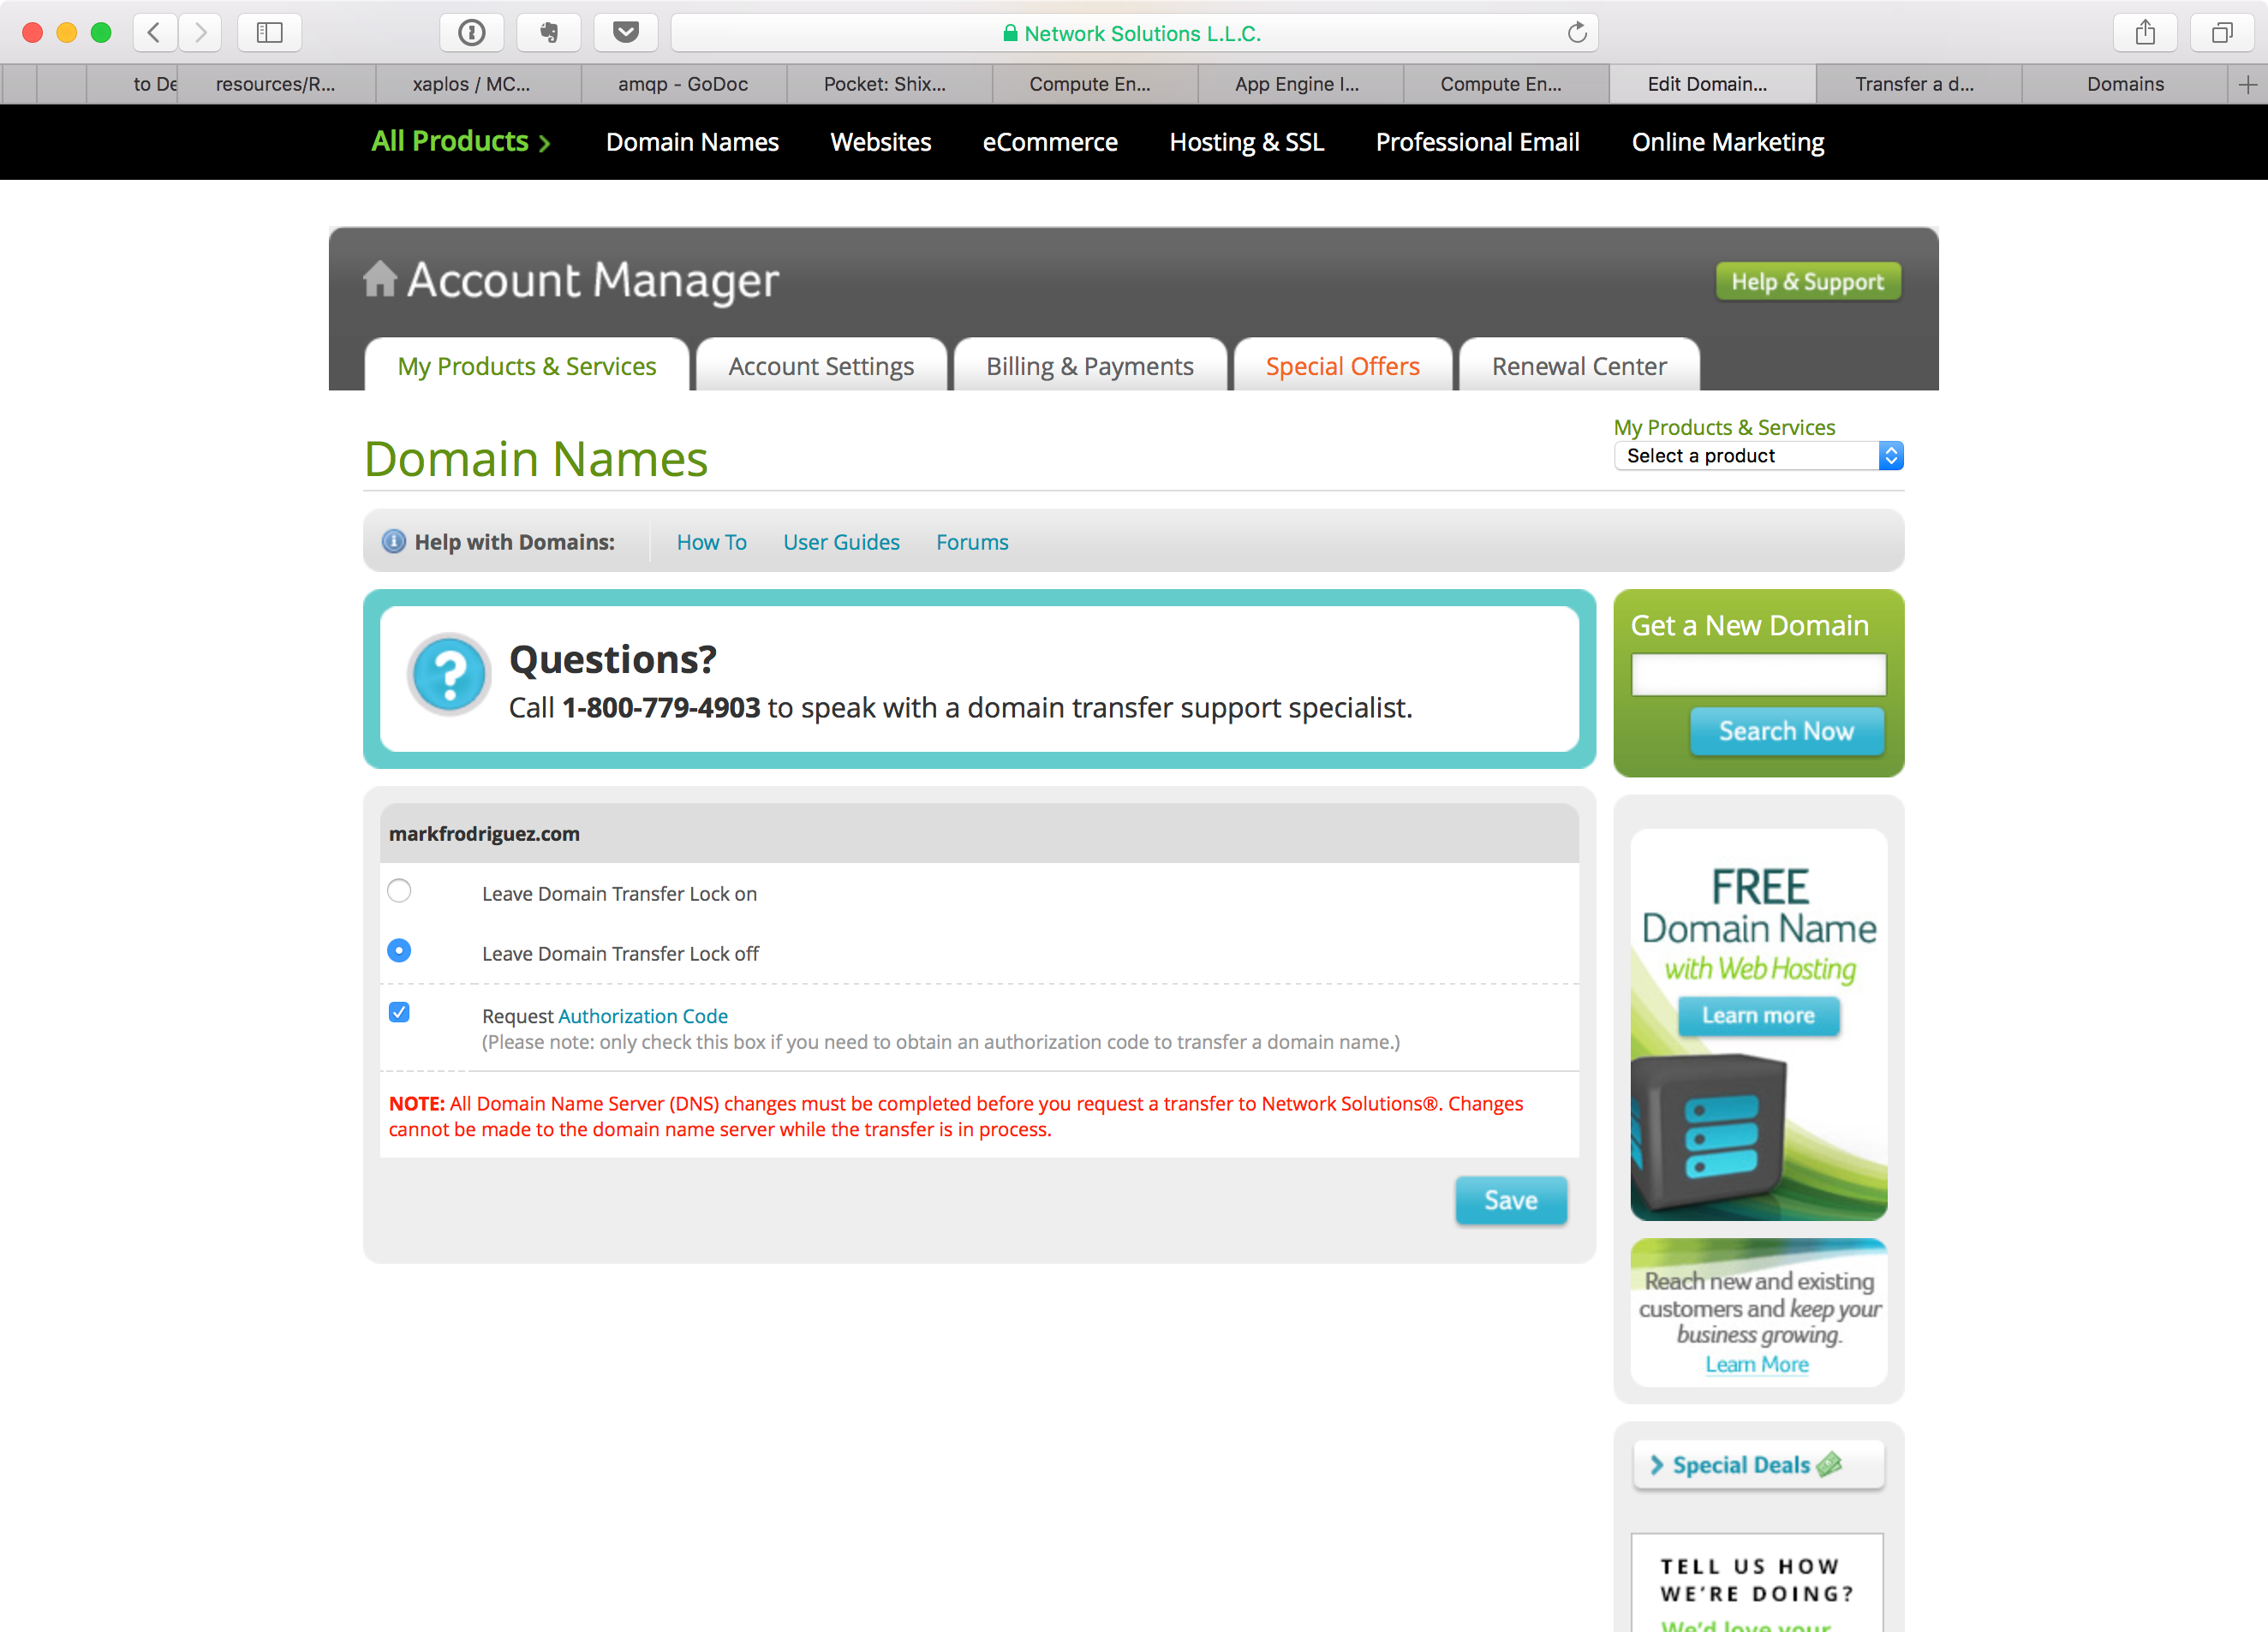 Network Solutions L.L.C.
to De
resources/R...
xaplos / MC...
amqp - GoDoc
Pocket: Shix...
Compute En...
App Engine I...
Compute En...
Edit Domain...
Transfer a d...
Domains
All Products >
Domain Names
Websites
eCommerce
Hosting & SSL
Professional Email
Online Marketing
Account Manager
Help & Support
My Products & Services
Account Settings
Billing & Payments
Special Offers
Renewal Center
Domain Names
My Products & Services
Select a product
Help with Domains:
How To
User Guides
Forums
Questions?
Call 1-800-779-4903 to speak with a domain transfer support specialist.
Get a New Domain
Search Now
markfrodriguez.com
Leave Domain Transfer Lock on
Leave Domain Transfer Lock off
Request Authorization Code
(Please note: only check this box if you need to obtain an authorization code to transfer a domain name.)
NOTE: All Domain Name Server (DNS) changes must be completed before you request a transfer to Network Solutions®. Changes
cannot be made to the domain name server while the transfer is in process.
Save
FREE
Domain Name
with Web Hosting
Learn more
Reach new and existing
customers and keep your
business growing.
Learn More
Special Deals
TELL US HOW
WE'RE DOING?
We'd love your